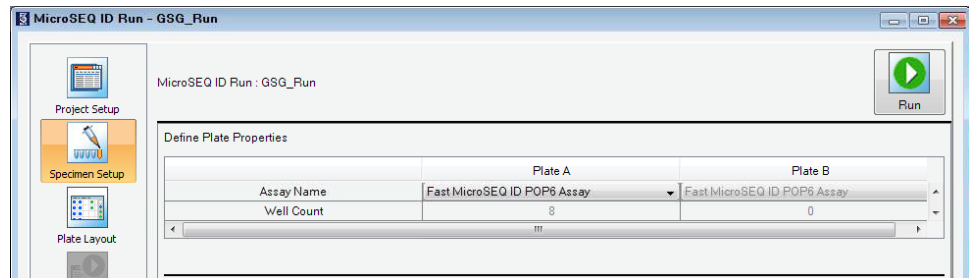 MicroSEQ ID Run - GSG_Run
Project Setup
MicroSEQ ID Run : GSG_Run
Run
Specimen Setup
Define Plate Properties
Plate A Plate B
Assay Name Fast MicroSEQ ID POP6 Assay Fast MicroSEQ ID POP6 Assay
Well Count 8 0
Plate Layout